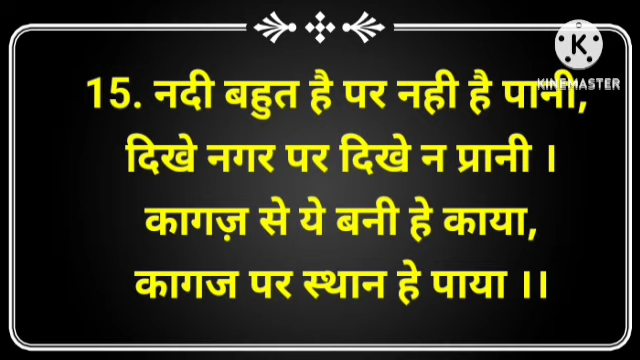 KINEMASTER
15. नदी बहुत है पर नही है पानी,
दिखे नगर पर दिखे न प्रानी ।
कागज़ से ये बनी हे काया,
कागज पर स्थान हे पाया ।।